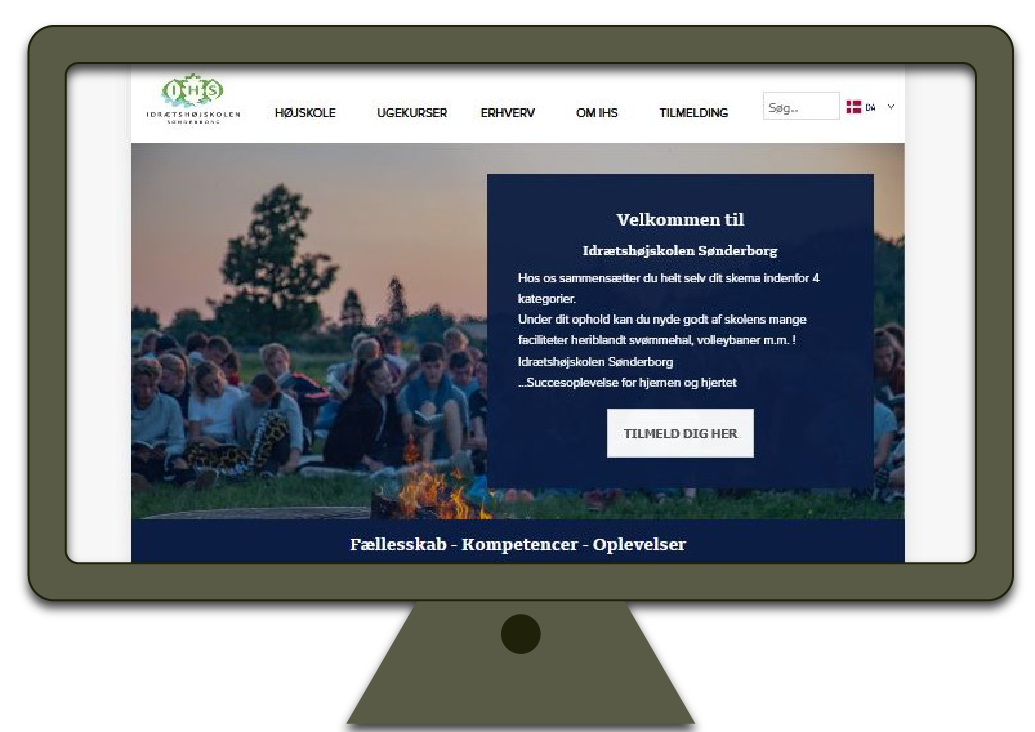 IHS
IDRÆTSHØJSKOLEN
SØNDERBORG
HØJSKOLE
UGEKURSER
ERHVERV
OM IHS
TILMELDING
Søg...
DA
Velkommen til
Idrætshøjskolen Sønderborg
Hos os sammensætter du helt selv dit skema indenfor 4
kategorier.
Under dit ophold kan du nyde godt af skolens mange
faciliteter heriblandt svømmehal, volleybaner m.m. !
Idrætshøjskolen Sønderborg
...Succesoplevelse for hjernen og hjertet
TILMELD DIG HER
Fællesskab - Kompetencer - Oplevelser